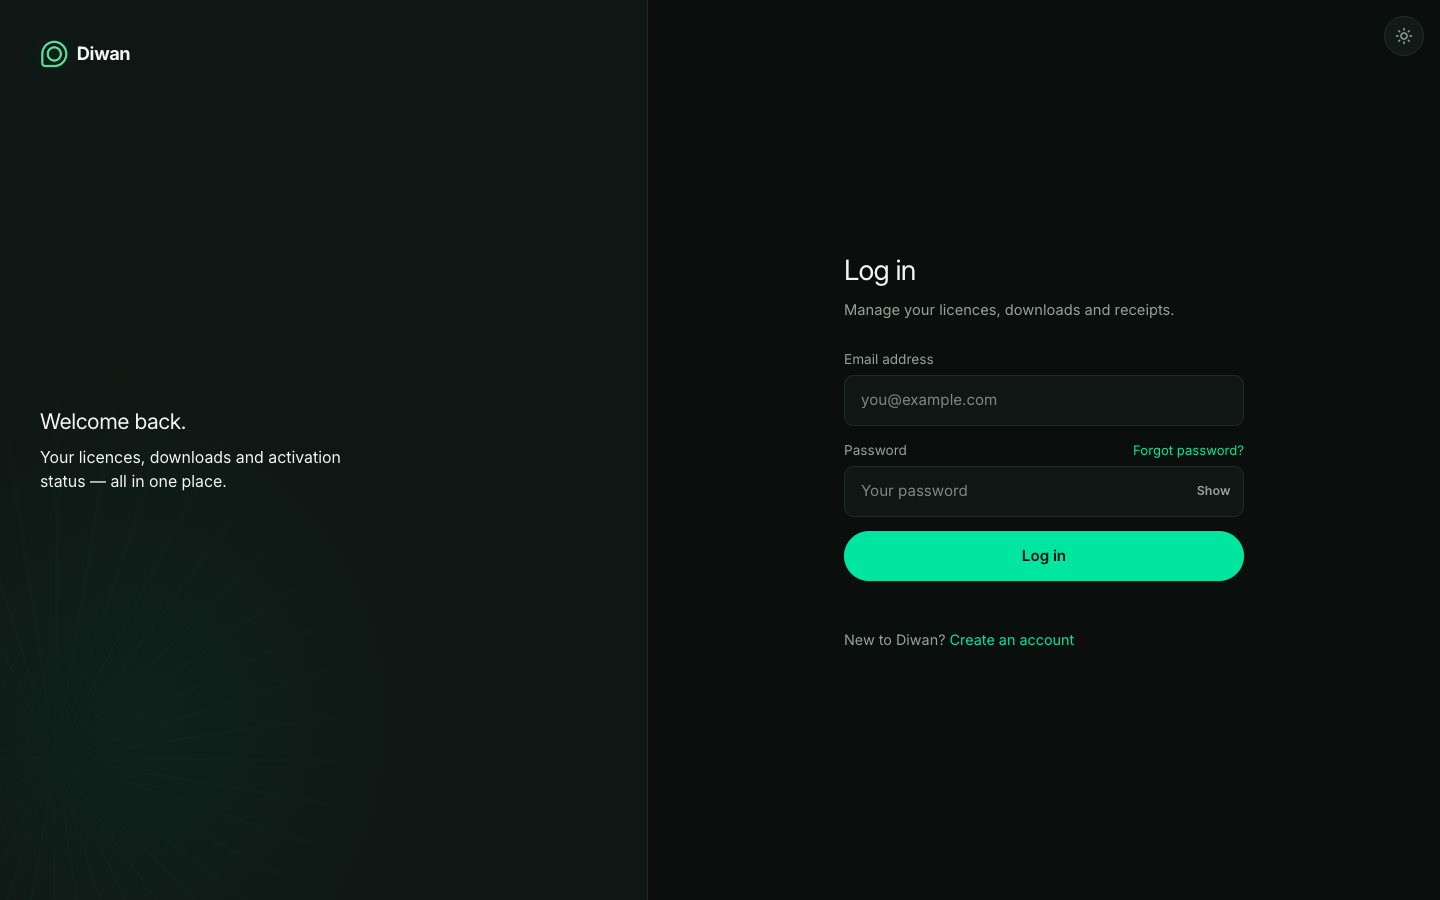 Diwan
Welcome back.
Your licences, downloads and activation
status — all in one place.
Log in
Manage your licences, downloads and receipts.
Email address
you@example.com
Password
Forgot password?
Your password
Show
Log in
New to Diwan? Create an account